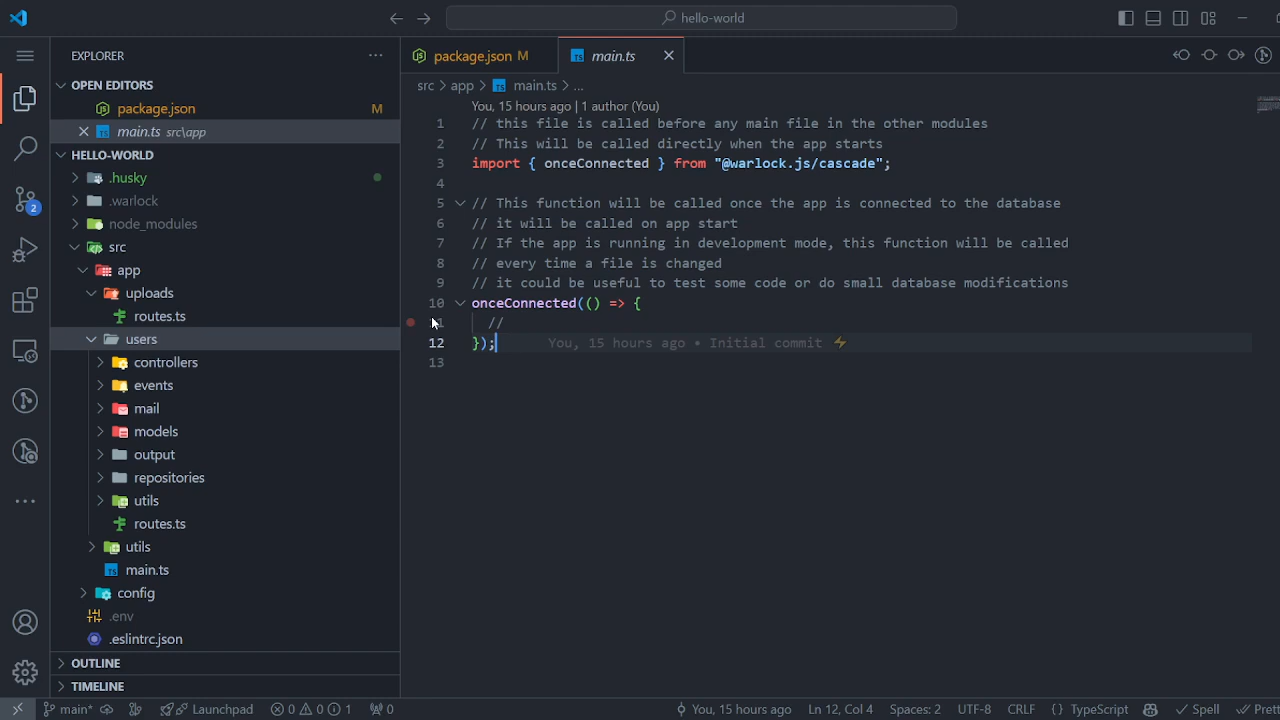 hello-world
EXPLORER
package.json M
main.ts
OPEN EDITORS
package.json M
main.ts src\app
HELLO-WORLD
.husky
.warlock
node_modules
src
app
uploads
routes.ts
users
controllers
events
mail
models
output
repositories
utils
routes.ts
utils
main.ts
config
.env
.eslintrc.json
OUTLINE
TIMELINE
2
src > app > main.ts > ...
You, 15 hours ago | 1 author (You)
1 // this file is called before any main file in the other modules
2 // This will be called directly when the app starts
3 import { onceConnected } from "@warlock.js/cascade";
4
5 // This function will be called once the app is connected to the database
6 // it will be called on app start
7 // If the app is running in development mode, this function will be called
8 // every time a file is changed
9 // it could be useful to test some code or do small database modifications
10 onceConnected(() => {
11 //
12 }); You, 15 hours ago • Initial commit
13
main* Launchpad 0 0 1 0 You, 15 hours ago Ln 12, Col 4 Spaces: 2 UTF-8 CRLF {} TypeScript Spell